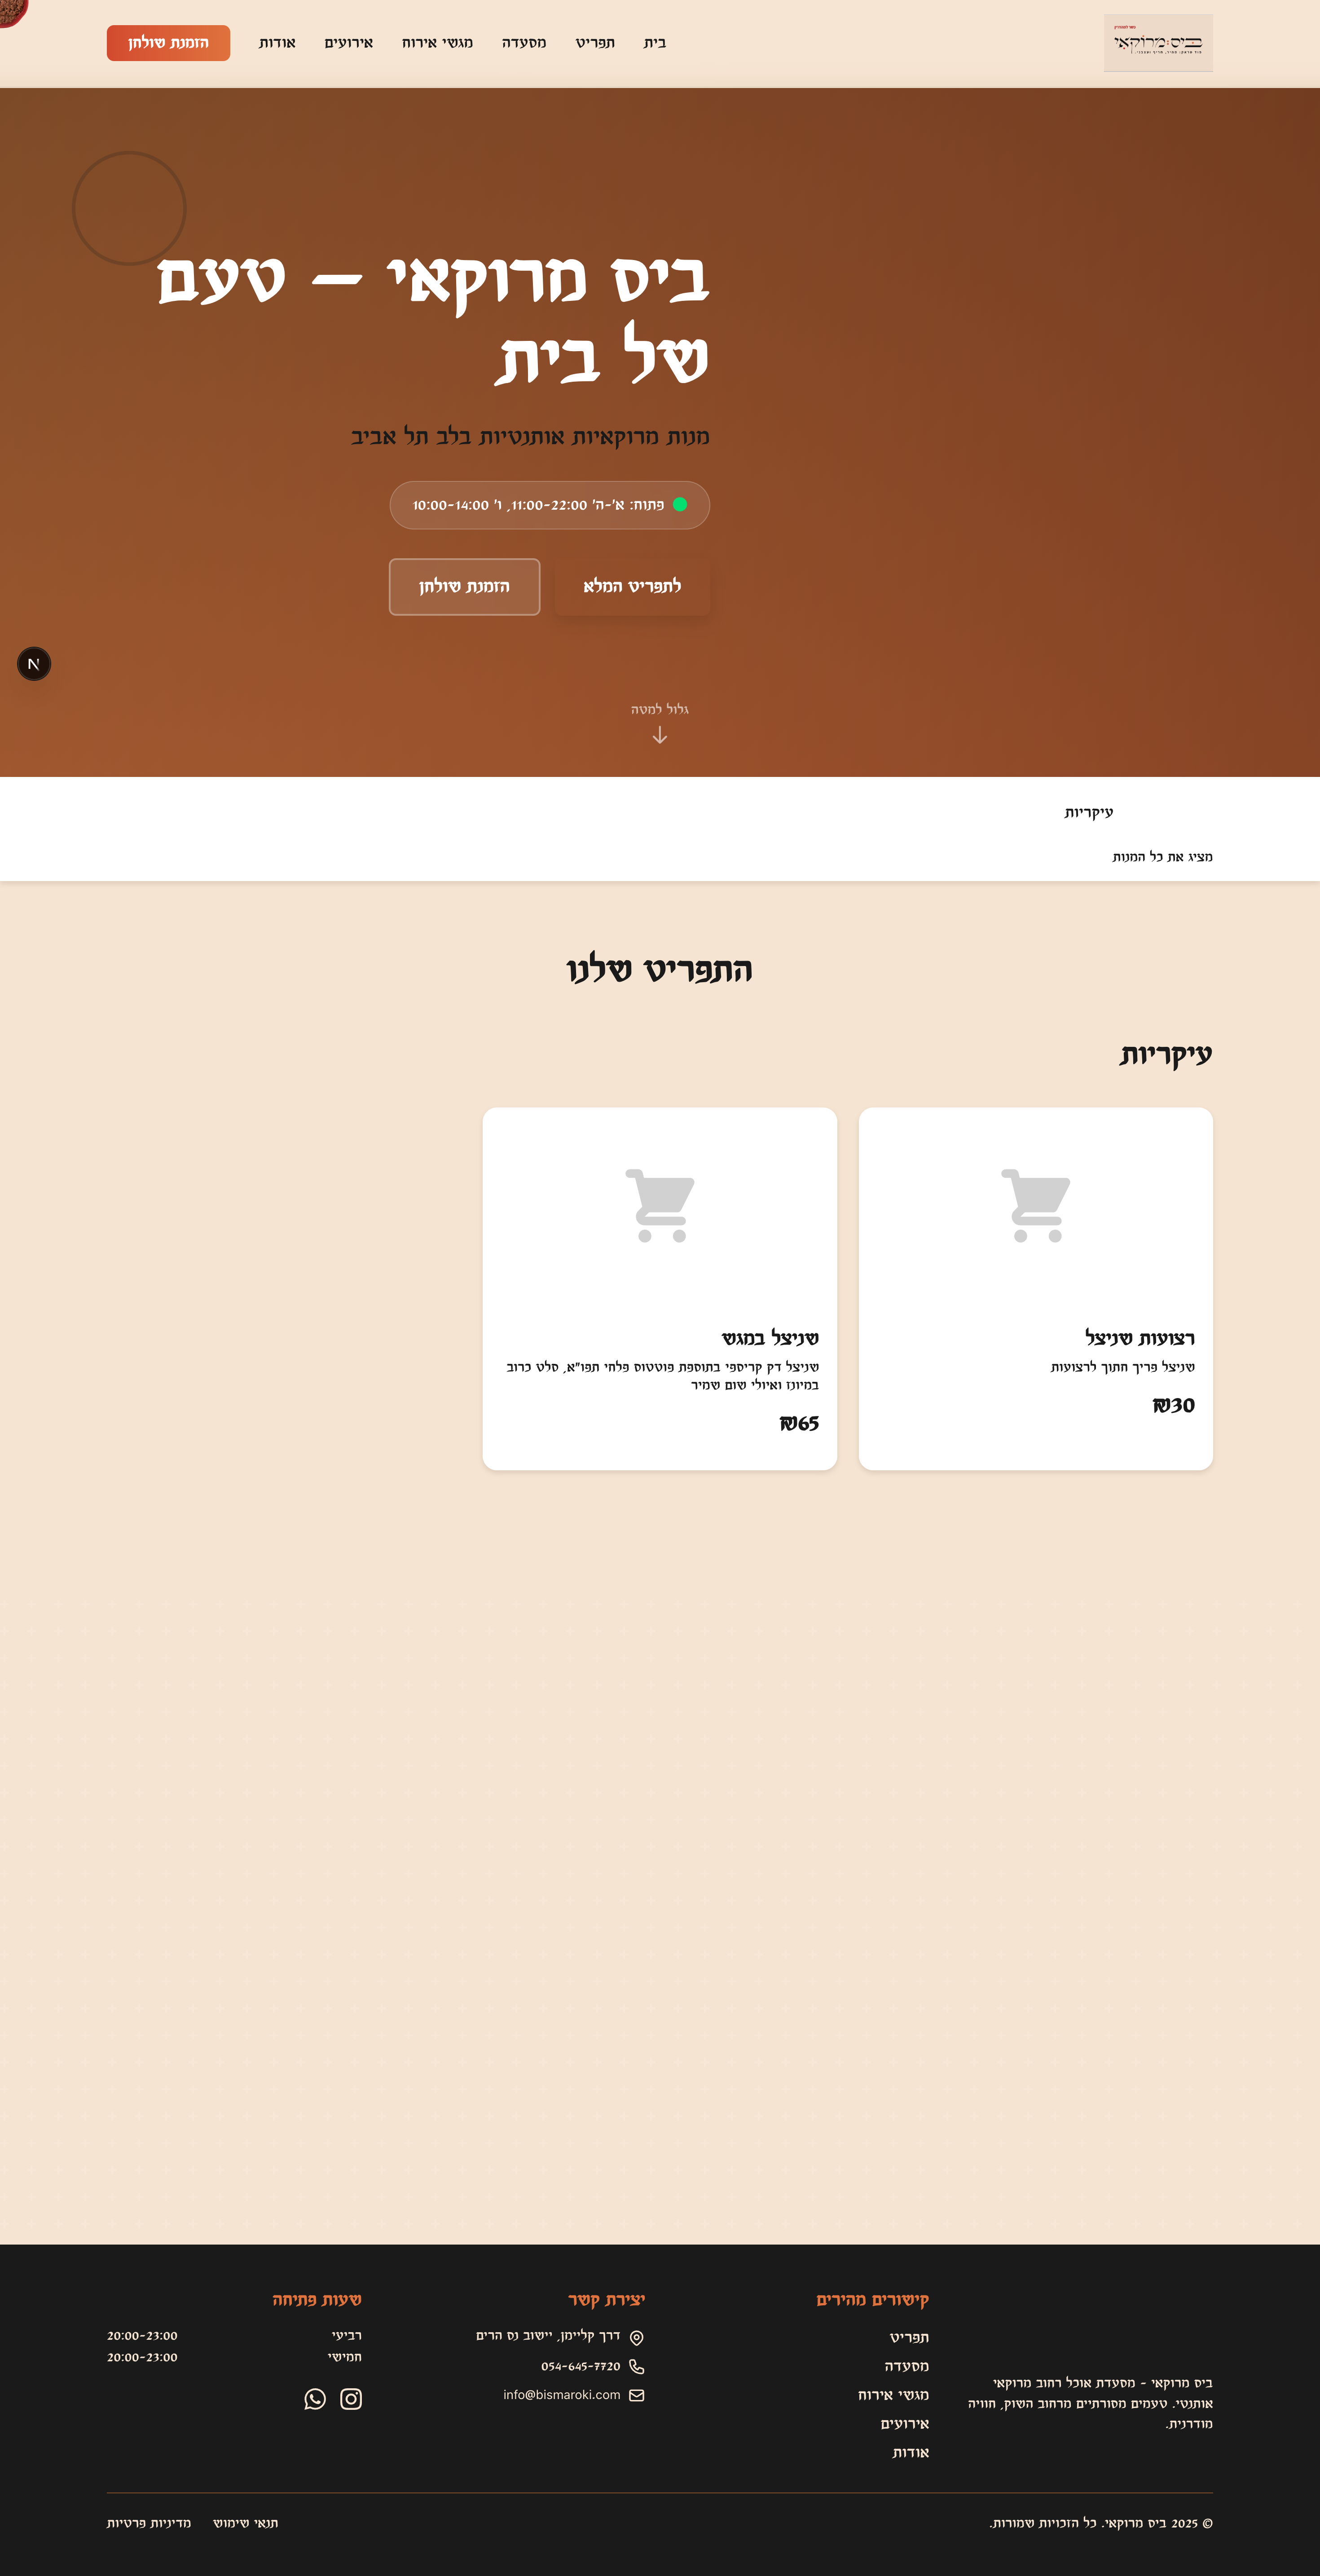 ביס מרוקאי
בית
תפריט
מסעדה
מגשי אירוח
אירועים
אודות
הזמנת שולחן
ביס מרוקאי – טעם
של בית
מנות מרוקאיות אותנטיות בלב תל אביב
פתוח: א'-ה' 11:00-22:00, ו' 10:00-14:00
לתפריט המלא
הזמנת שולחן
גלול למטה
עיקריות
מציג את כל המנות
התפריט שלנו
עיקריות
רצועות שניצל
שניצל פריך חתוך לרצועות
₪30
שניצל במגש
שניצל דק קריספי בתוספת פוטטוס פלחי תפו"א, סלט כרוב
במיונז ואיולי שום שמיר
₪65
ביס מרוקאי - מסעדת אוכל רחוב מרוקאי
אותנטי. טעמים מסורתיים מרחוב השוק, חוויה
מודרנית.
קישורים מהירים
תפריט
מסעדה
מגשי אירוח
אירועים
אודות
יצירת קשר
דרך קליימן, יישוב נס הרים
054-645-7720
info@bismaroki.com
שעות פתיחה
רביעי 20:00-23:00
חמישי 20:00-23:00
© 2025 ביס מרוקאי. כל הזכויות שמורות.
תנאי שימוש
מדיניות פרטיות